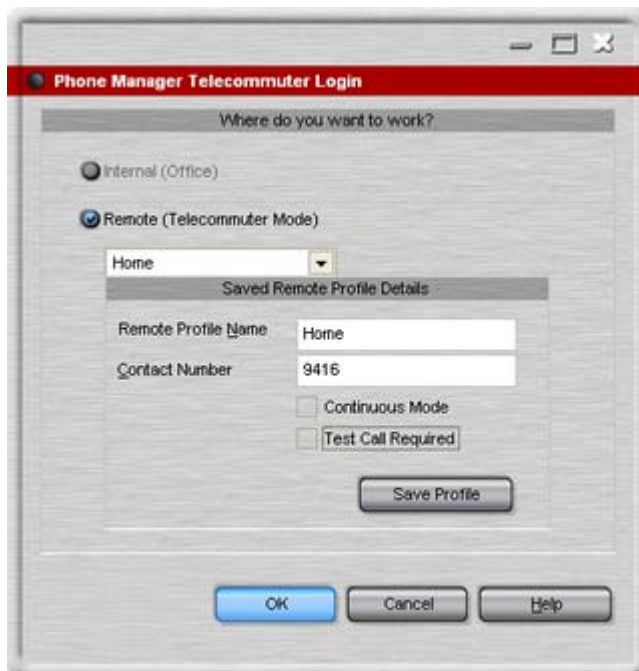 Phone Manager Telecommuter Login
Where do you want to work?
Internal (Office)
Remote (Telecommuter Mode)
Home
Saved Remote Profile Details
Remote Profile Name
Home
Contact Number
9416
Continuous Mode
Test Call Required
Save Profile
OK
Cancel
Help